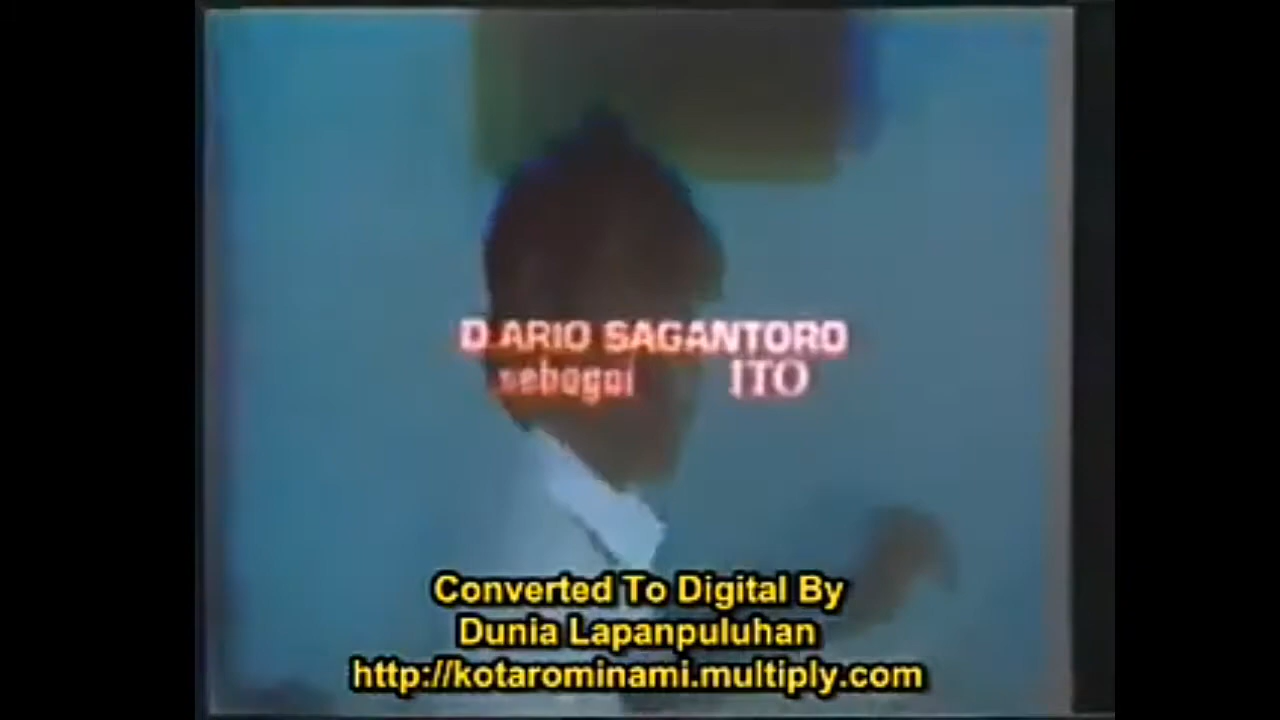 D.ARIO SAGANTORO
sebagai ITO
Converted To Digital By
Dunia Lapanpuluhan
http://kotarominami.multiply.com